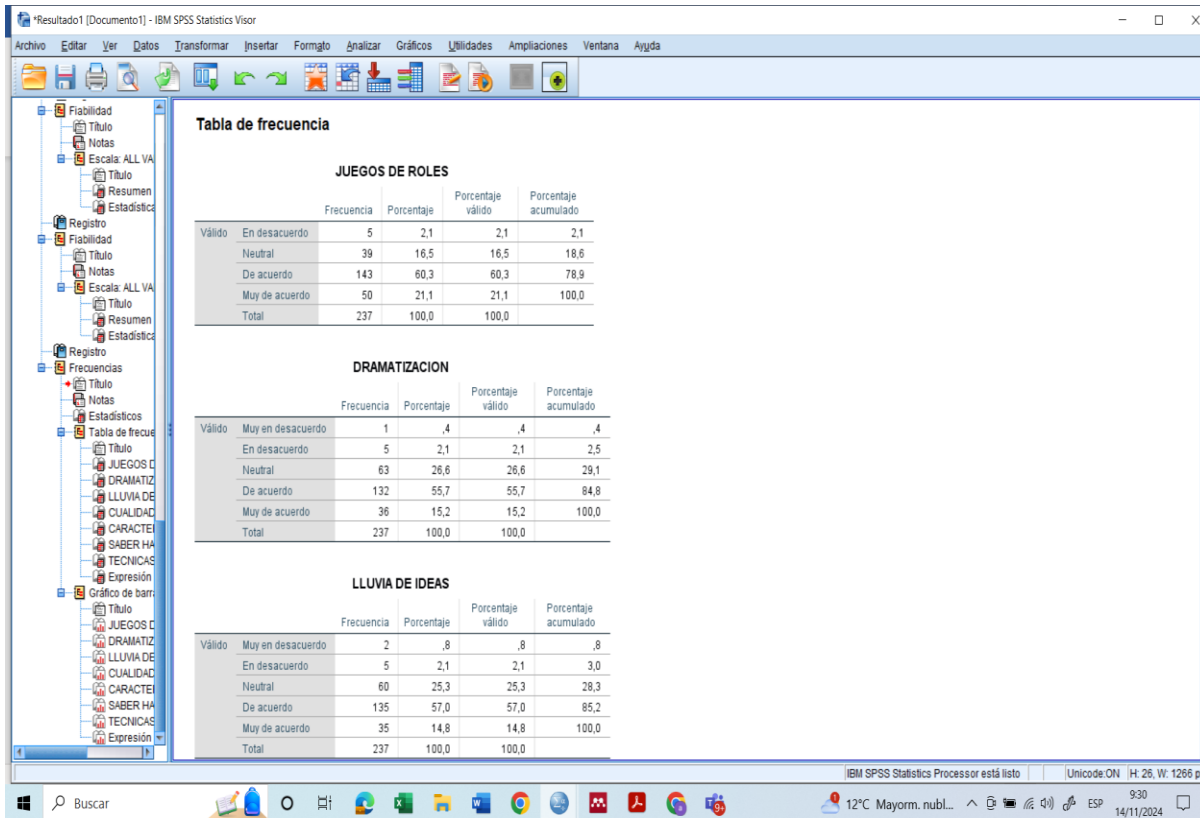 *Resultado1 [Documento1] - IBM SPSS Statistics Visor
Archivo Editar Ver Datos Transformar Insertar Formato Analizar Gráficos Utilidades Ampliaciones Ventana Ayuda
Fiabilidad
Título
Notas
Escala: ALL VA
Título
Resumen
Estadística
Registro
Fiabilidad
Título
Notas
Escala: ALL VA
Título
Resumen
Estadística
Registro
Frecuencias
Título
Notas
Estadísticos
Tabla de frecue
Título
JUEGOS D
DRAMATIZ
LLUVIA DE
CUALIDAD
CARACTE
SABER HA
TECNICAS
Expresión
Gráfico de barra
Título
JUEGOS D
DRAMATIZ
LLUVIA DE
CUALIDAD
CARACTE
SABER HA
TECNICAS
Expresión
Tabla de frecuencia
JUEGOS DE ROLES
Frecuencia Porcentaje Porcentaje válido Porcentaje acumulado
Válido En desacuerdo 5 2,1 2,1 2,1
Neutral 39 16,5 16,5 18,6
De acuerdo 143 60,3 60,3 78,9
Muy de acuerdo 50 21,1 21,1 100,0
Total 237 100,0 100,0
DRAMATIZACION
Frecuencia Porcentaje Porcentaje válido Porcentaje acumulado
Válido Muy en desacuerdo 1 ,4 ,4 ,4
En desacuerdo 5 2,1 2,1 2,5
Neutral 63 26,6 26,6 29,1
De acuerdo 132 55,7 55,7 84,8
Muy de acuerdo 36 15,2 15,2 100,0
Total 237 100,0 100,0
LLUVIA DE IDEAS
Frecuencia Porcentaje Porcentaje válido Porcentaje acumulado
Válido Muy en desacuerdo 2 ,8 ,8 ,8
En desacuerdo 5 2,1 2,1 3,0
Neutral 60 25,3 25,3 28,3
De acuerdo 135 57,0 57,0 85,2
Muy de acuerdo 35 14,8 14,8 100,0
Total 237 100,0 100,0
IBM SPSS Statistics Processor está listo Unicode:ON H: 26, W: 1266 p
Buscar 12°C Mayorm. nubl... ESP 9:30
14/11/2024